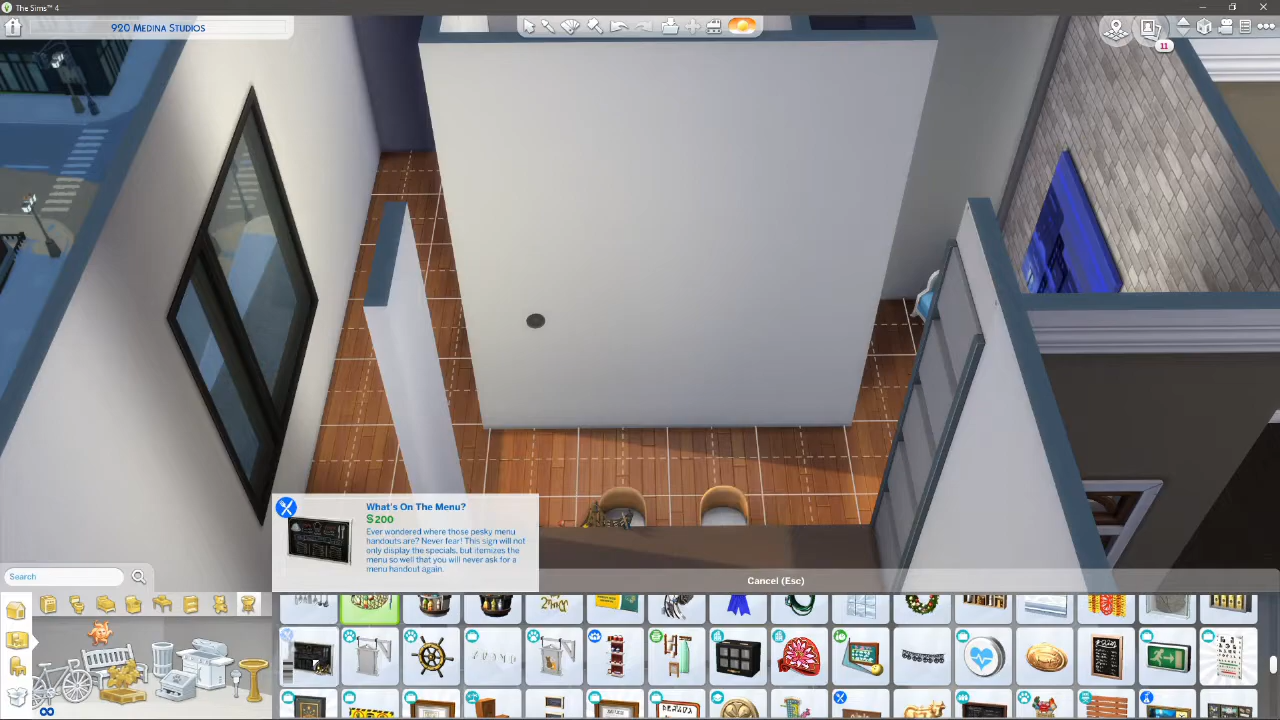 The Sims™ 4
920 Medina Studios
11
What's On The Menu?
§200
Ever wondered where those pesky menu
handouts are? Never fear! This sign will not
only display the specials, but itemizes the
menu so well that you will never ask for a
menu handout again.
Search
Cancel (Esc)